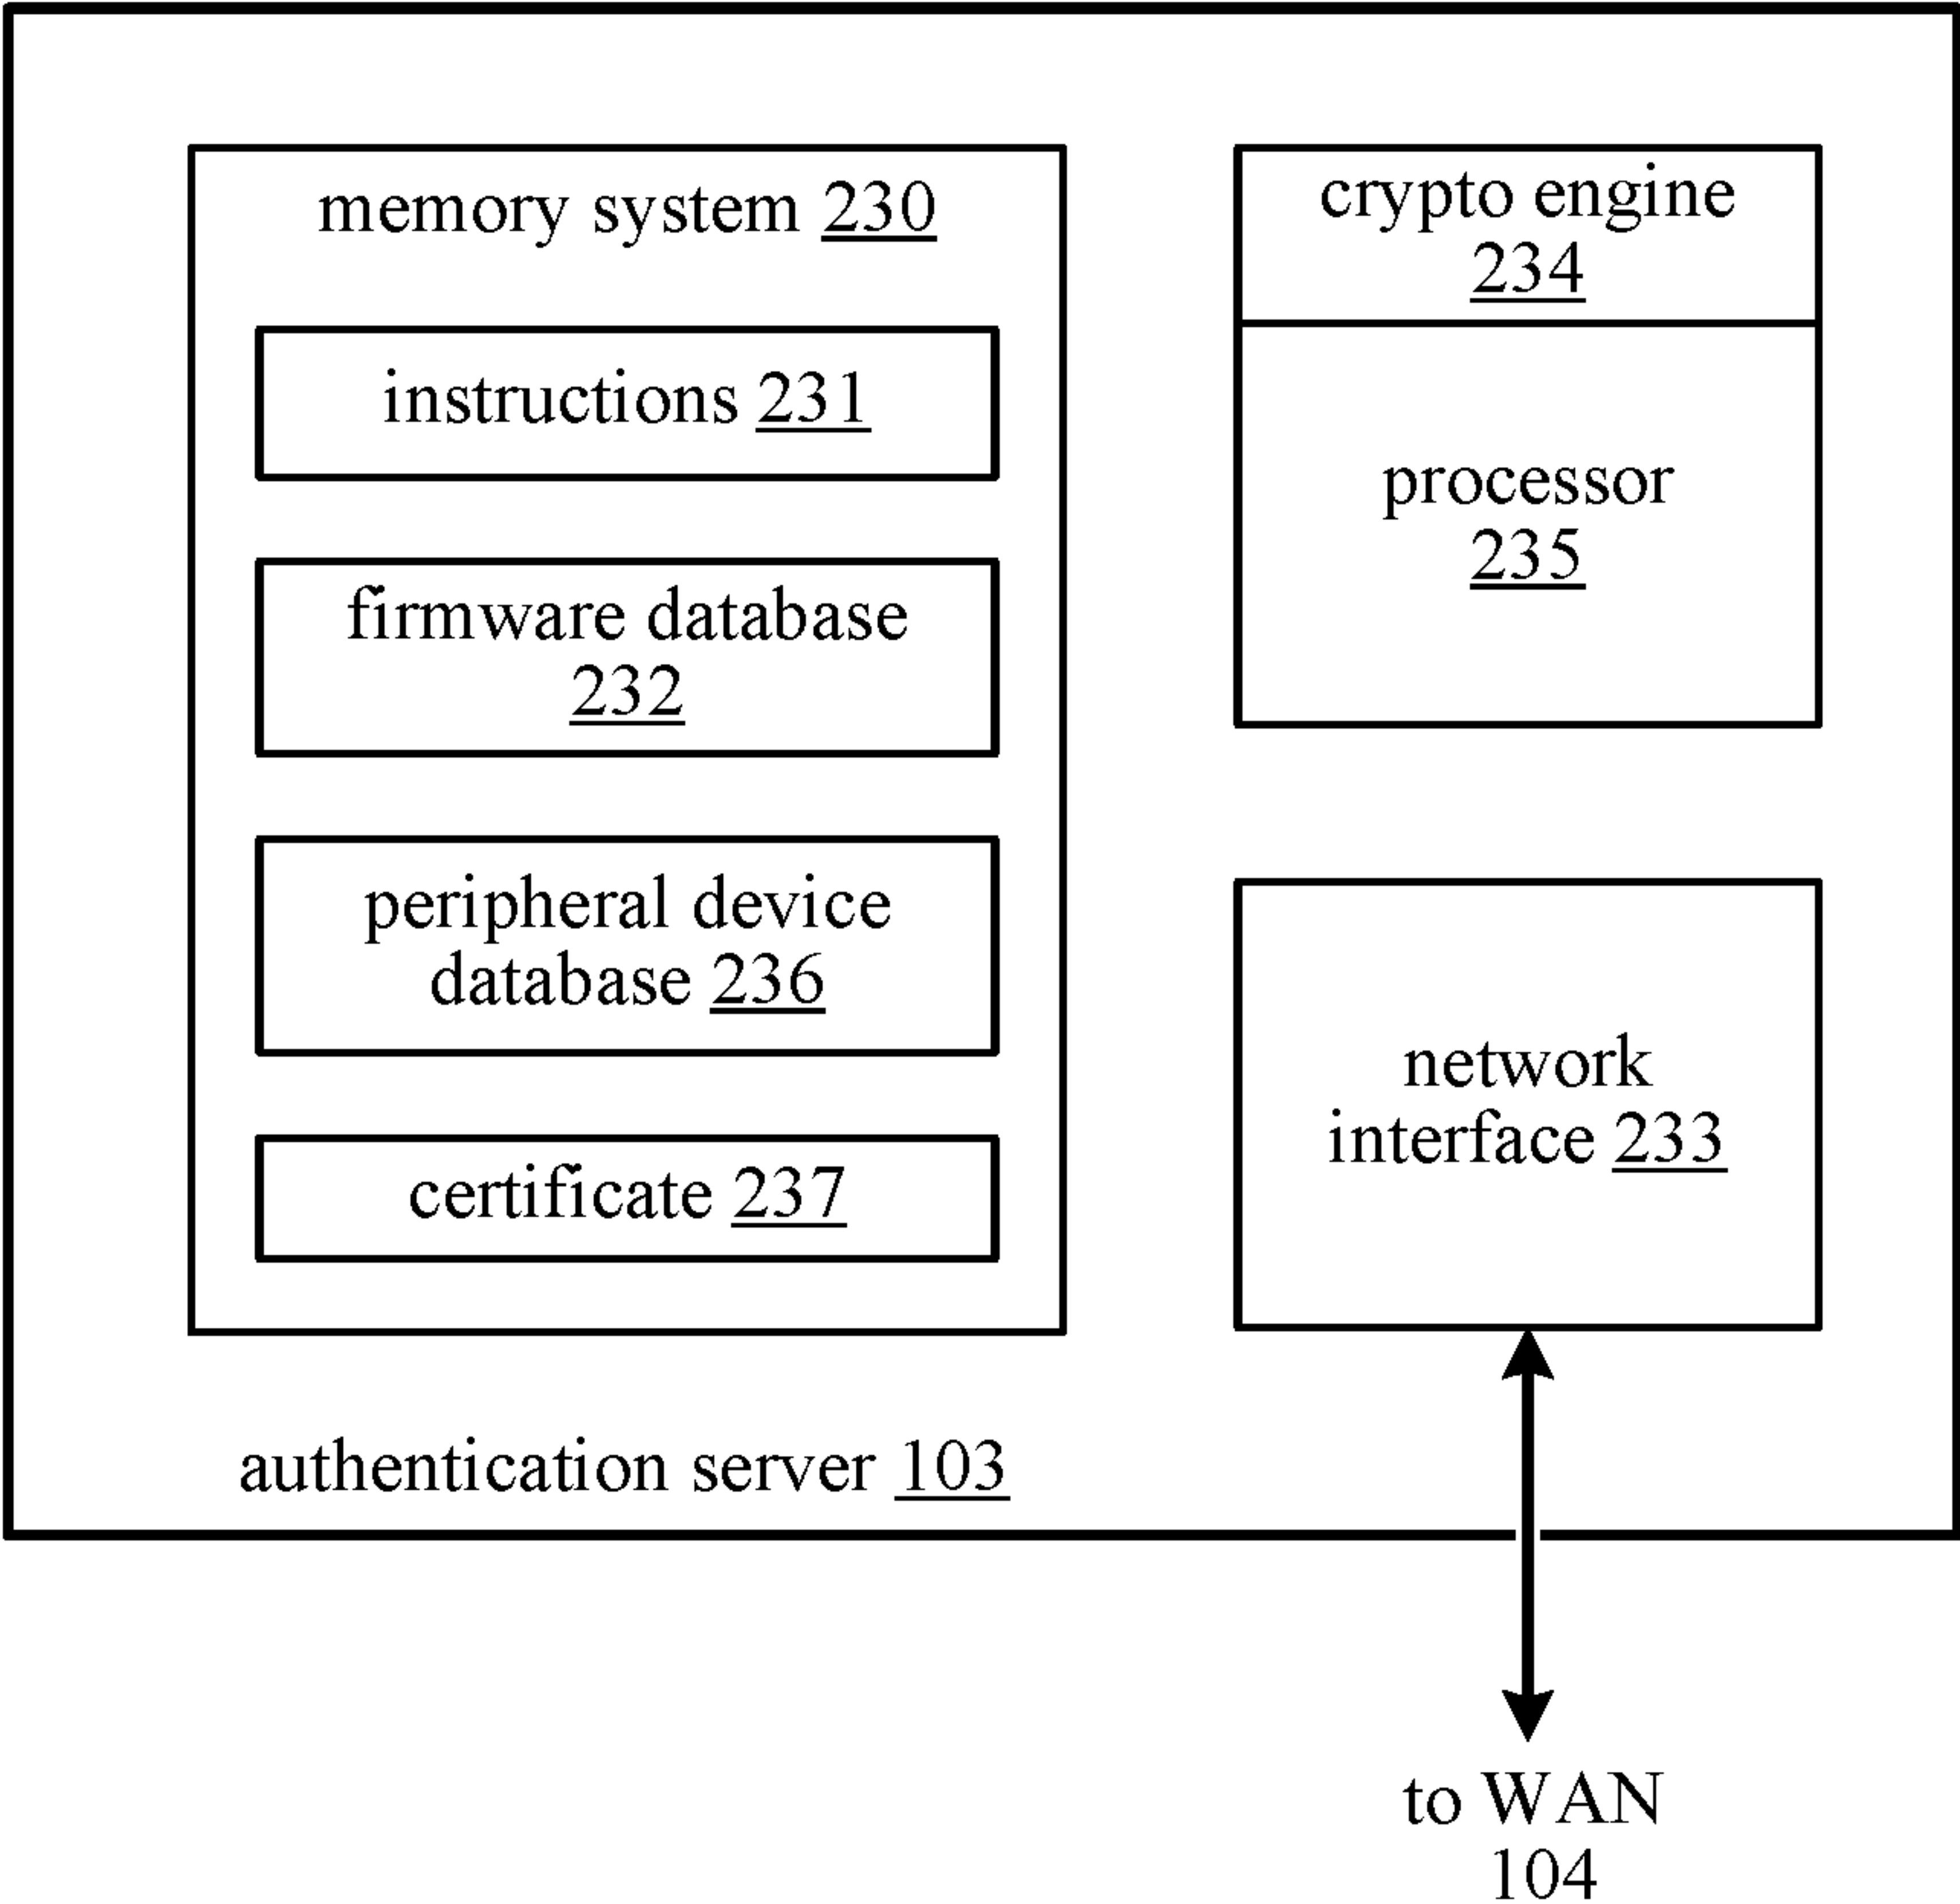 memory system 230
instructions 231
firmware database
232
peripheral device
database 236
certificate 237
crypto engine
234
processor
235
network
interface 233
authentication server 103
to WAN
104